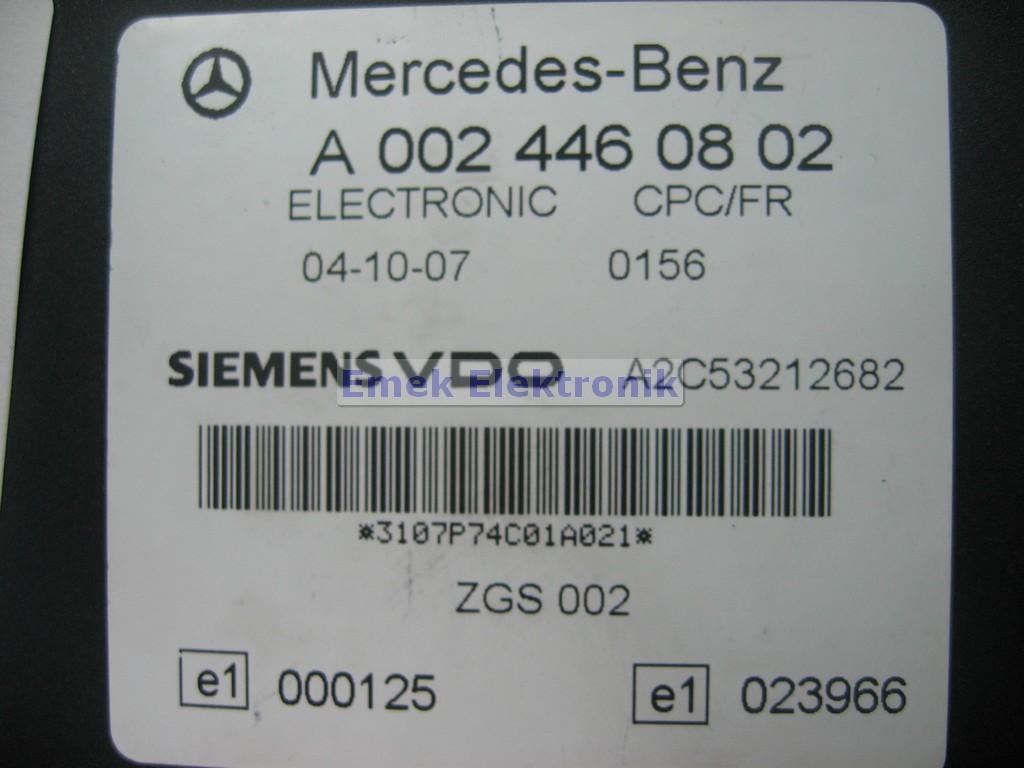 Mercedes-Benz
A 002 446 08 02
ELECTRONIC CPC/FR
04-10-07 0156
SIEMENS VDO A2C53212682
Emek Elektronik
*3107P74C01A021*
ZGS 002
e1 000125 e1 023966